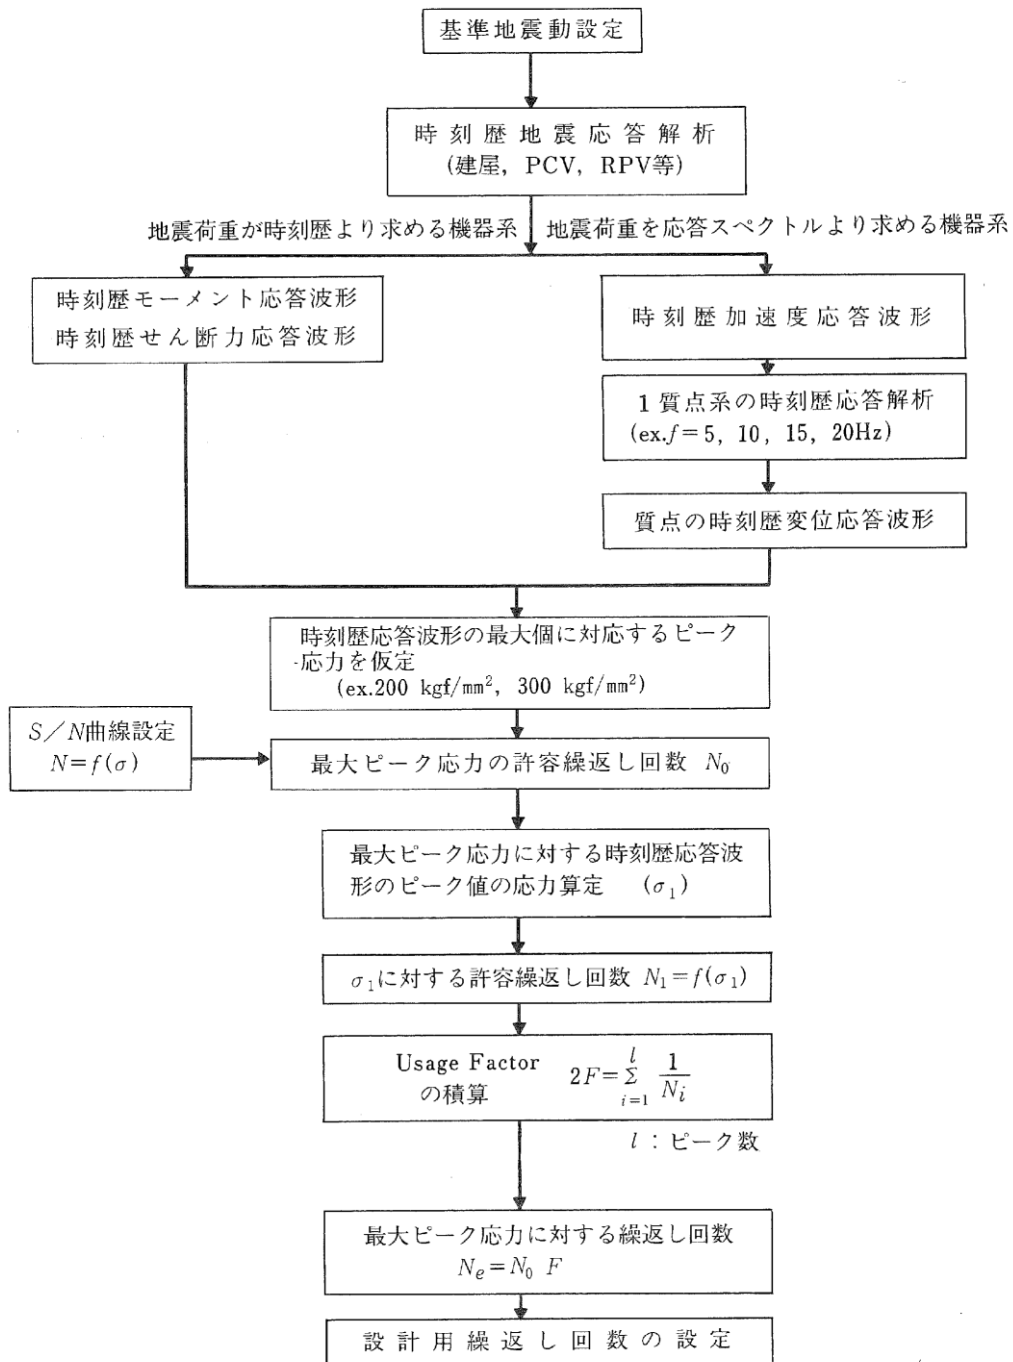 基準地震動設定
時刻歴地震応答解析
(建屋, PCV, RPV等)
地震荷重が時刻歴より求める機器系
地震荷重を応答スペクトルより求める機器系
時刻歴モーメント応答波形
時刻歴せん断力応答波形
時刻歴加速度応答波形
1質点系の時刻歴応答解析
(ex.f=5, 10, 15, 20Hz)
質点の時刻歴変位応答波形
時刻歴応答波形の最大個に対応するピーク
応力を仮定
(ex.200 kgf/mm², 300 kgf/mm²)
S/N曲線設定
N=f(σ)
最大ピーク応力の許容繰返し回数 N₀
最大ピーク応力に対する時刻歴応答波
形のピーク値の応力算定 (σ₁)
σ₁に対する許容繰返し回数 N₁=f(σ₁)
Usage Factor
の積算
2F=Σ_{i=1}^{l} 1/Nᵢ
l:ピーク数
最大ピーク応力に対する繰返し回数
Nₑ=N₀ F
設計用繰返し回数の設定